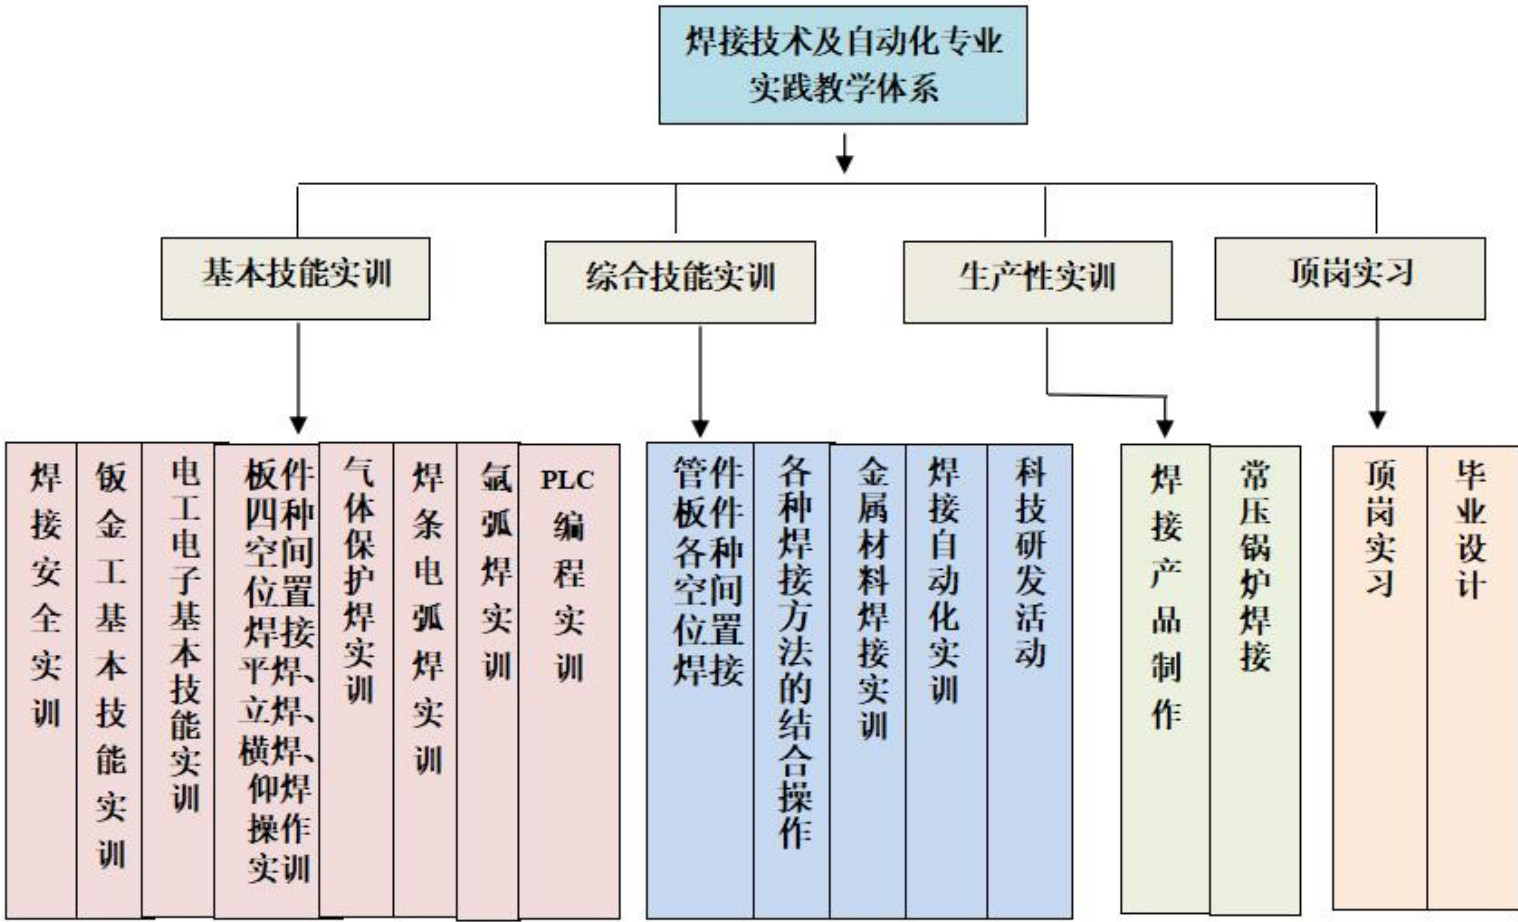 焊接技术及自动化专业
实践教学体系
基本技能实训
综合技能实训
生产性实训
顶岗实习
焊接安全实训
钣金工基本技能实训
电工电子基本技能实训
板件
四种
空间
位置
焊接
平焊、
立焊、
横焊、
仰焊
操作
实训
气体保护焊实训
焊条电弧焊实训
氩弧焊实训
PLC
编程实训
管件
板件
各种
空间
位置
焊接
各种焊接方法的结合操作
金属材料焊接实训
焊接自动化实训
科技研发活动
焊接产品制作
常压锅炉焊接
顶岗实习
毕业设计